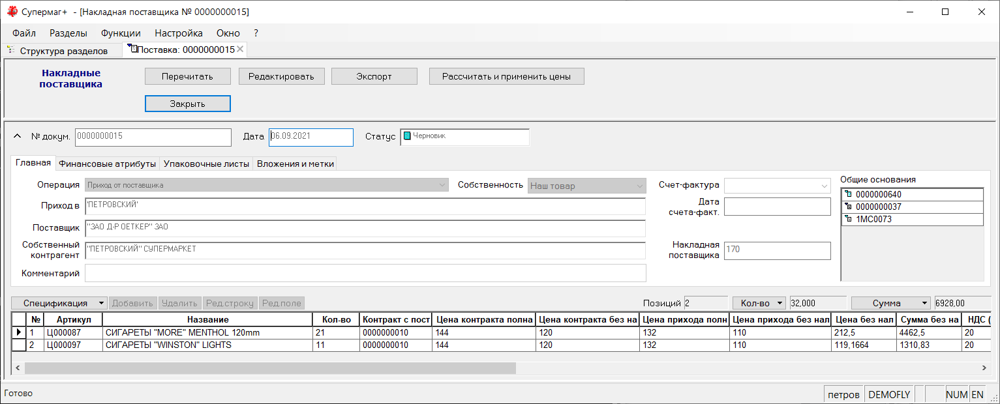 Супермаг+ - [Накладная поставщика № 0000000015]
Файл Разделы Функции Настройка Окно ?
Структура разделов Поставка: 0000000015
Накладные поставщика
Перечитать Редактировать Экспорт Рассчитать и применить цены
Закрыть
№ докум. 0000000015 Дата 06.09.2021 Статус Черновик
Главная Финансовые атрибуты Упаковочные листы Вложения и метки
Операция Приход от поставщика Собственность Наш товар Счет-фактура Общие основания
0000000640
Приход в 'ПЕТРОВСКИЙ' Дата счета-факт. 0000000037
1МС0073
Поставщик "ЗАО Д-Р ОЕТКЕР" ЗАО
Собственный контрагент "ПЕТРОВСКИЙ" СУПЕРМАРКЕТ Накладная поставщика 170
Комментарий
Спецификация Добавить Удалить Ред.строку Ред.поле Позиций 2 Кол-во 32,000 Сумма 6928,00
№ Артикул Название Кол-во Контракт с пост Цена контракта полна Цена контракта без на Цена прихода полн Цена прихода без нал Цена без нал Сумма без на НДС (
1 Ц000087 СИГАРЕТЫ "MORE" MENTHOL 120mm 21 0000000010 144 120 132 110 212,5 4462,5 20
2 Ц000097 СИГАРЕТЫ "WINSTON" LIGHTS 11 0000000010 144 120 132 110 119,1664 1310,83 20
Готово петров DEMOFLY NUM EN